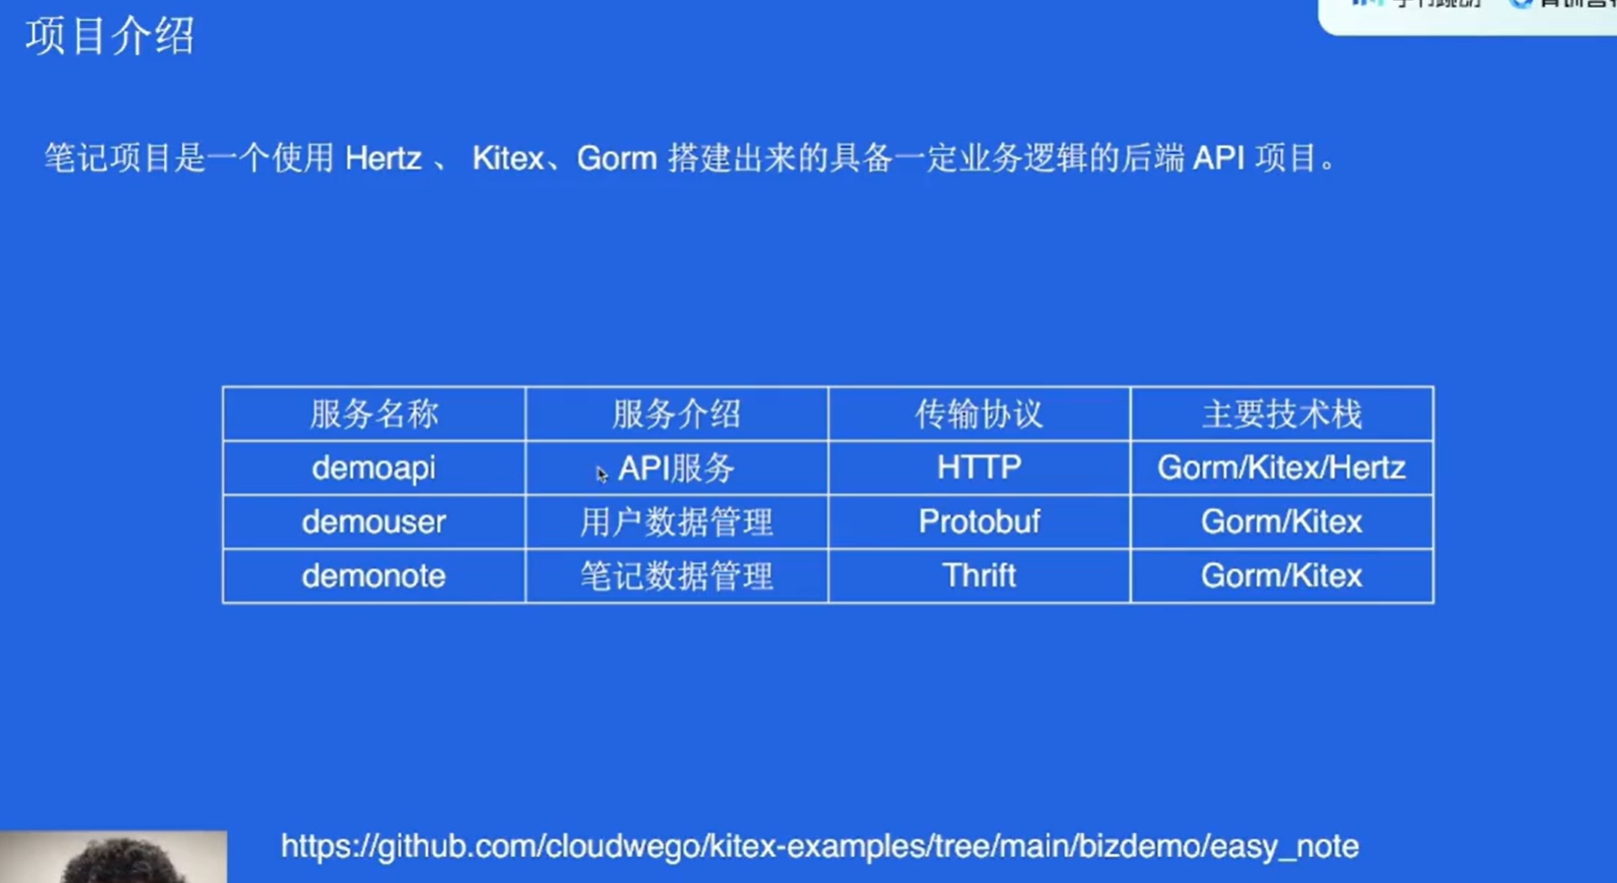 项目介绍
笔记项目是一个使用 Hertz 、 Kitex、Gorm 搭建出来的具备一定业务逻辑的后端 API 项目。
服务名称 服务介绍 传输协议 主要技术栈
demoapi API服务 HTTP Gorm/Kitex/Hertz
demouser 用户数据管理 Protobuf Gorm/Kitex
demonote 笔记数据管理 Thrift Gorm/Kitex
https://github.com/cloudwego/kitex-examples/tree/main/bizdemo/easy_note